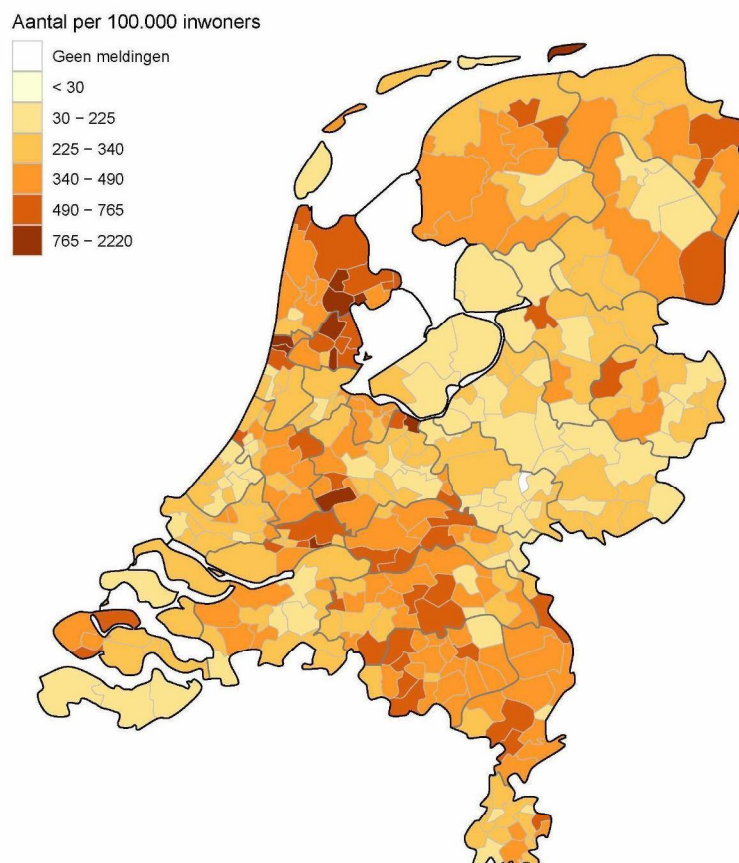 Aantal per 100.000 inwoners
Geen meldingen
< 30
30 − 225
225 − 340
340 − 490
490 − 765
765 − 2220